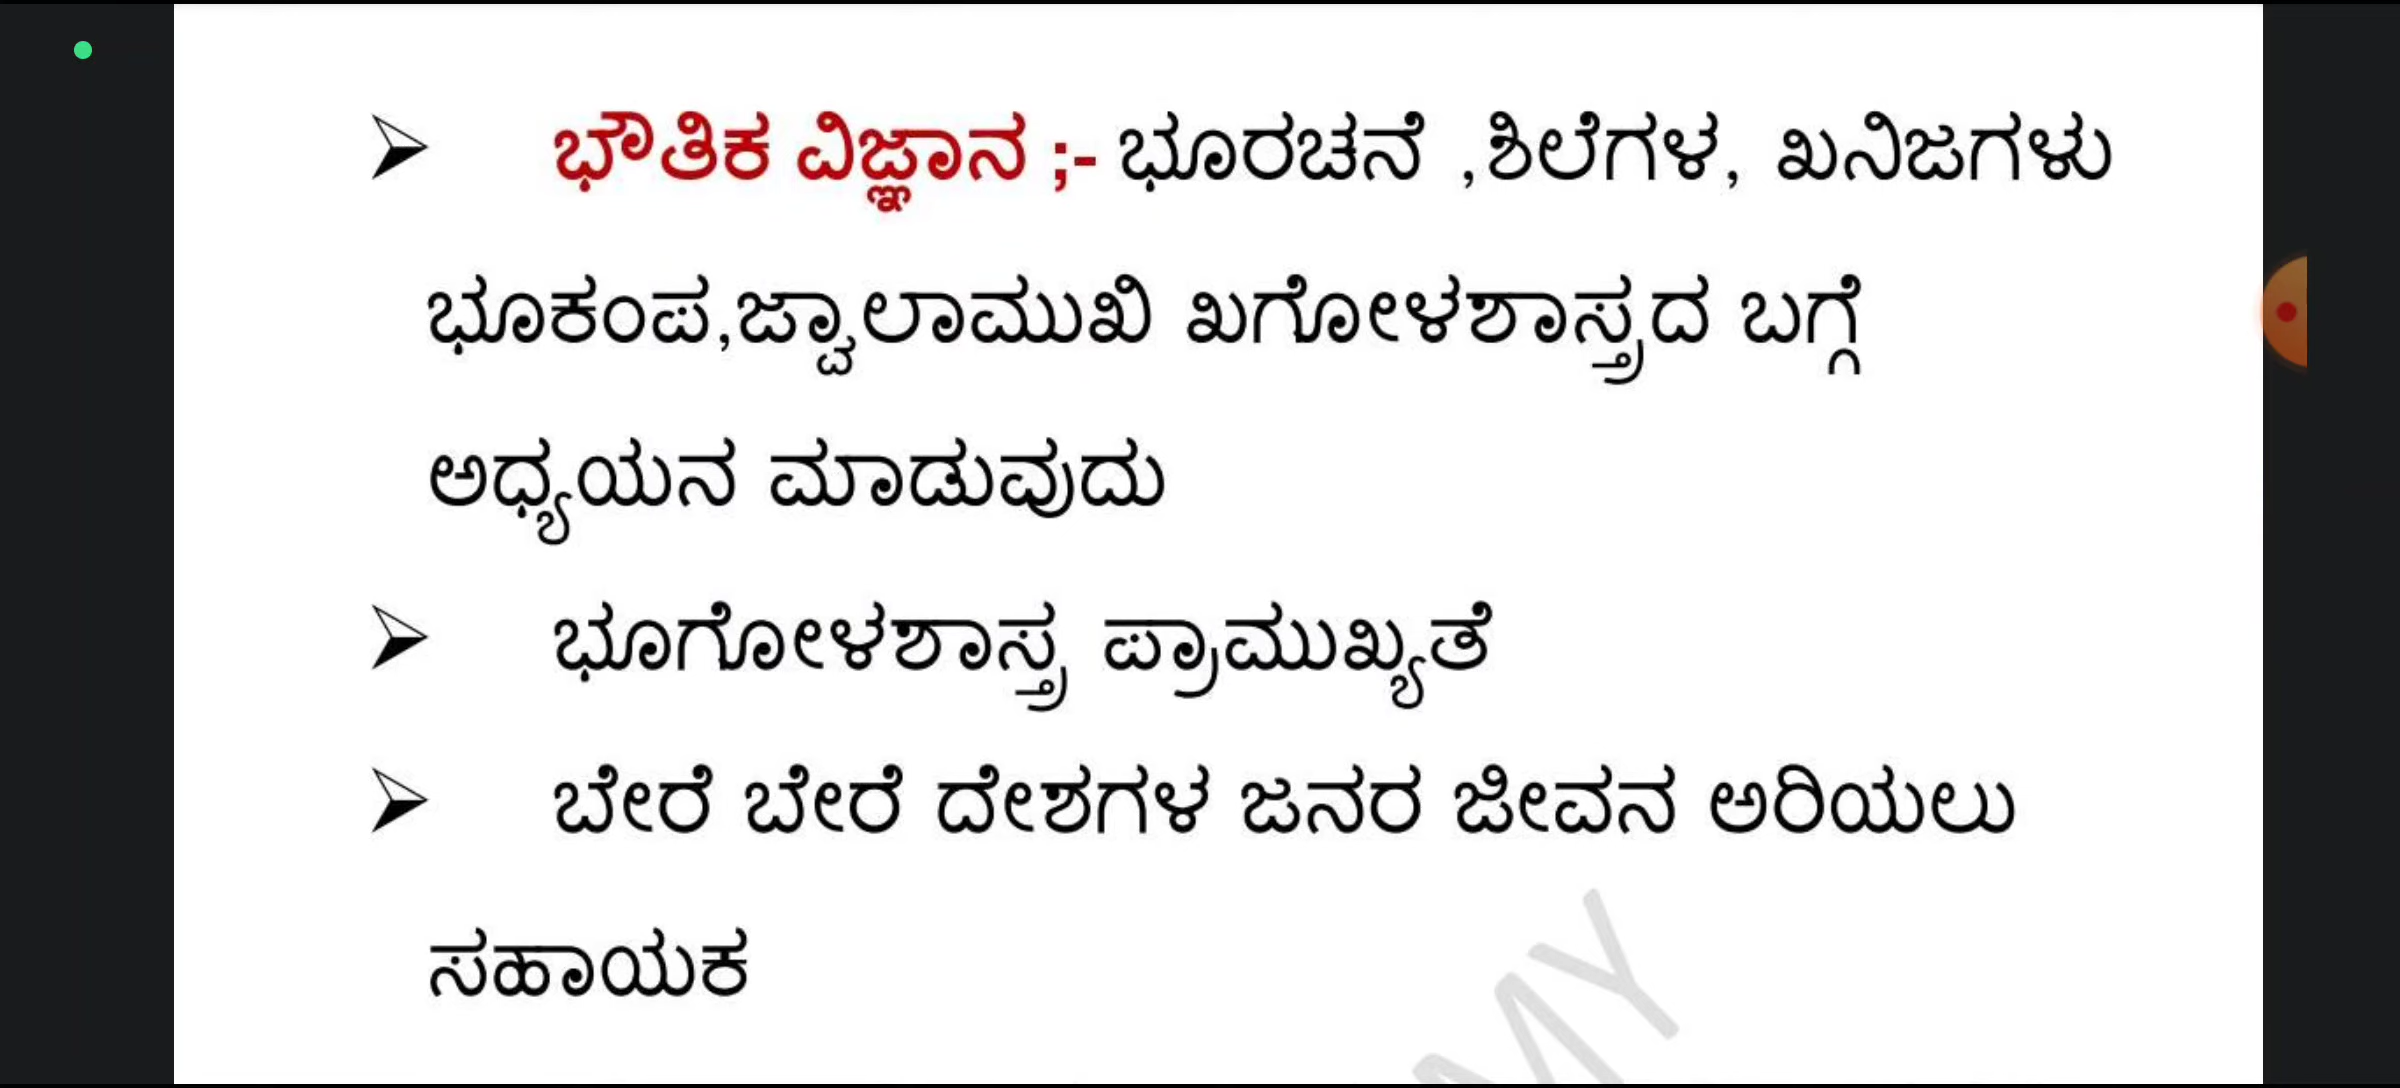 ➢ ಭೌತಿಕ ವಿಜ್ಞಾನ ;- ಭೂರಚನೆ ,ಶಿಲೆಗಳ, ಖನಿಜಗಳು
ಭೂಕಂಪ,ಜ್ವಾಲಾಮುಖಿ ಖಗೋಳಶಾಸ್ತ್ರದ ಬಗ್ಗೆ
ಅಧ್ಯಯನ ಮಾಡುವುದು
➢ ಭೂಗೋಳಶಾಸ್ತ್ರ ಪ್ರಾಮುಖ್ಯತೆ
➢ ಬೇರೆ ಬೇರೆ ದೇಶಗಳ ಜನರ ಜೀವನ ಅರಿಯಲು
ಸಹಾಯಕ
MY